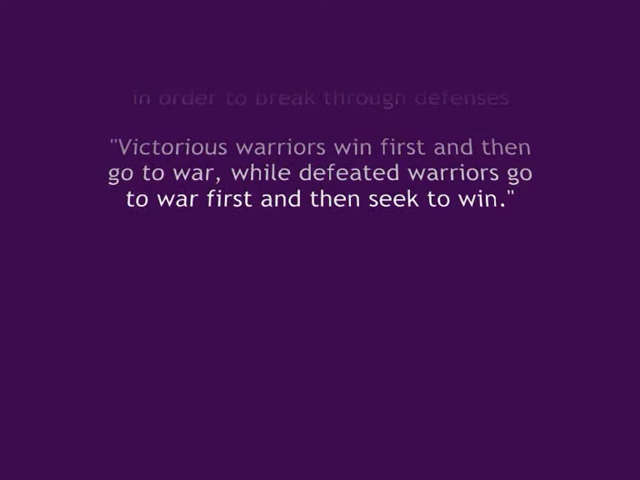 in order to break through defenses
"Victorious warriors win first and then
go to war, while defeated warriors go
to war first and then seek to win."